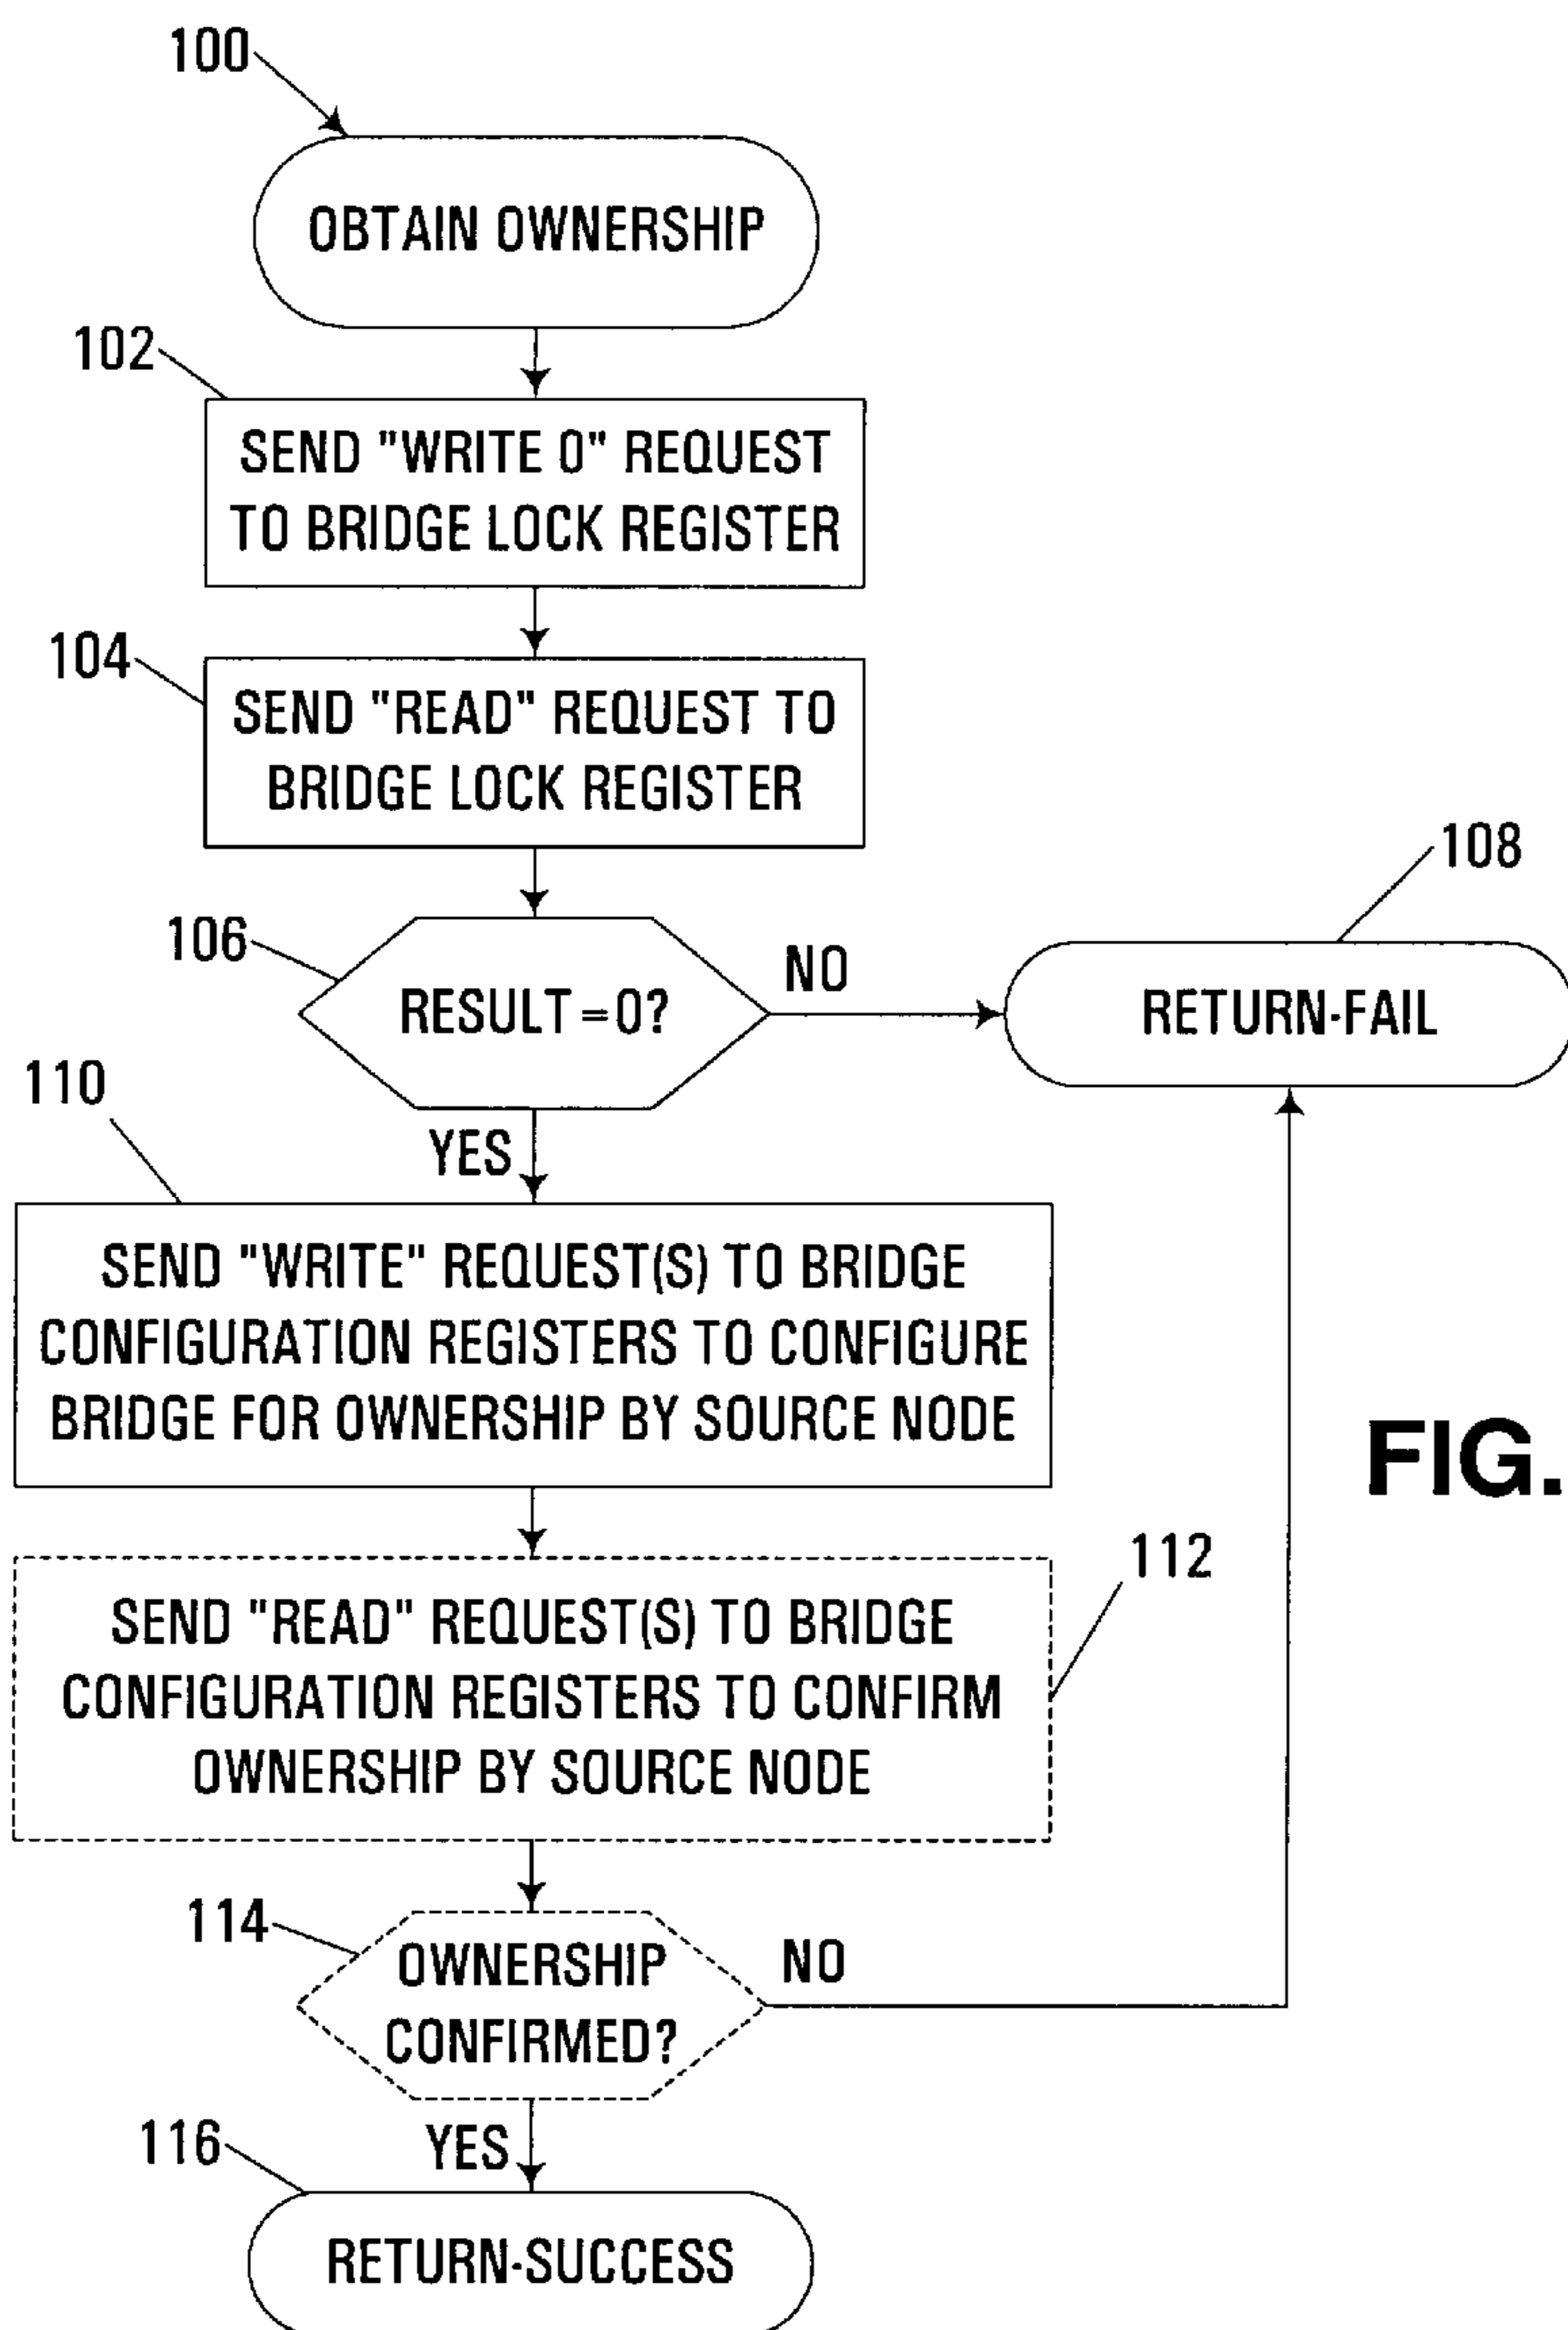 100
OBTAIN OWNERSHIP
102
SEND "WRITE 0" REQUEST
TO BRIDGE LOCK REGISTER
104
SEND "READ" REQUEST TO
BRIDGE LOCK REGISTER
106
RESULT = 0?
NO
108
RETURN-FAIL
YES
110
SEND "WRITE" REQUEST(S) TO BRIDGE
CONFIGURATION REGISTERS TO CONFIGURE
BRIDGE FOR OWNERSHIP BY SOURCE NODE
FIG.
112
SEND "READ" REQUEST(S) TO BRIDGE
CONFIGURATION REGISTERS TO CONFIRM
OWNERSHIP BY SOURCE NODE
114
OWNERSHIP
CONFIRMED?
NO
YES
116
RETURN-SUCCESS